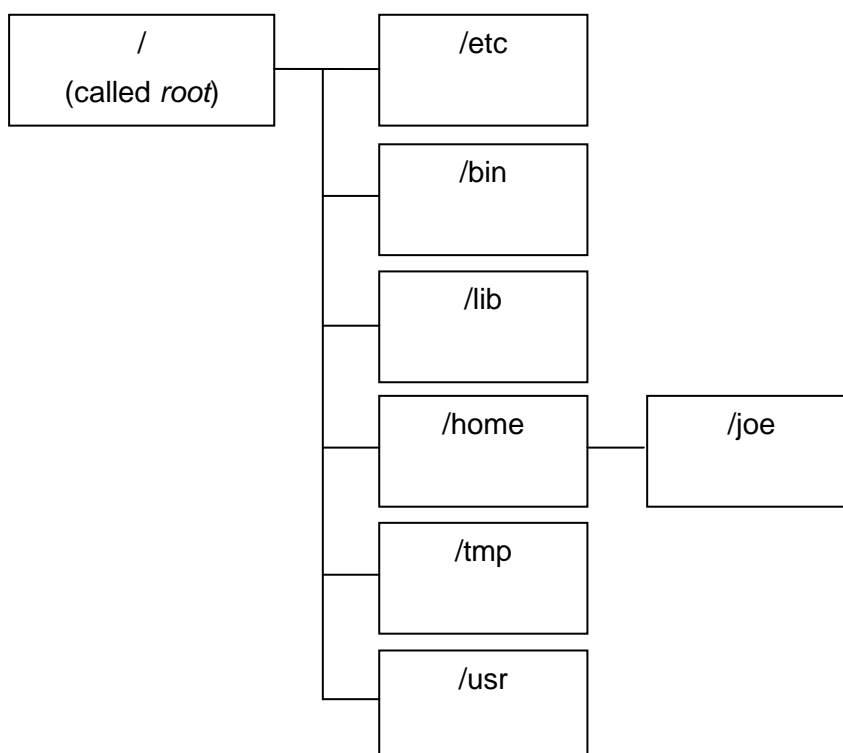 /
(called root)
/etc
/bin
/lib
/home
/joe
/tmp
/usr